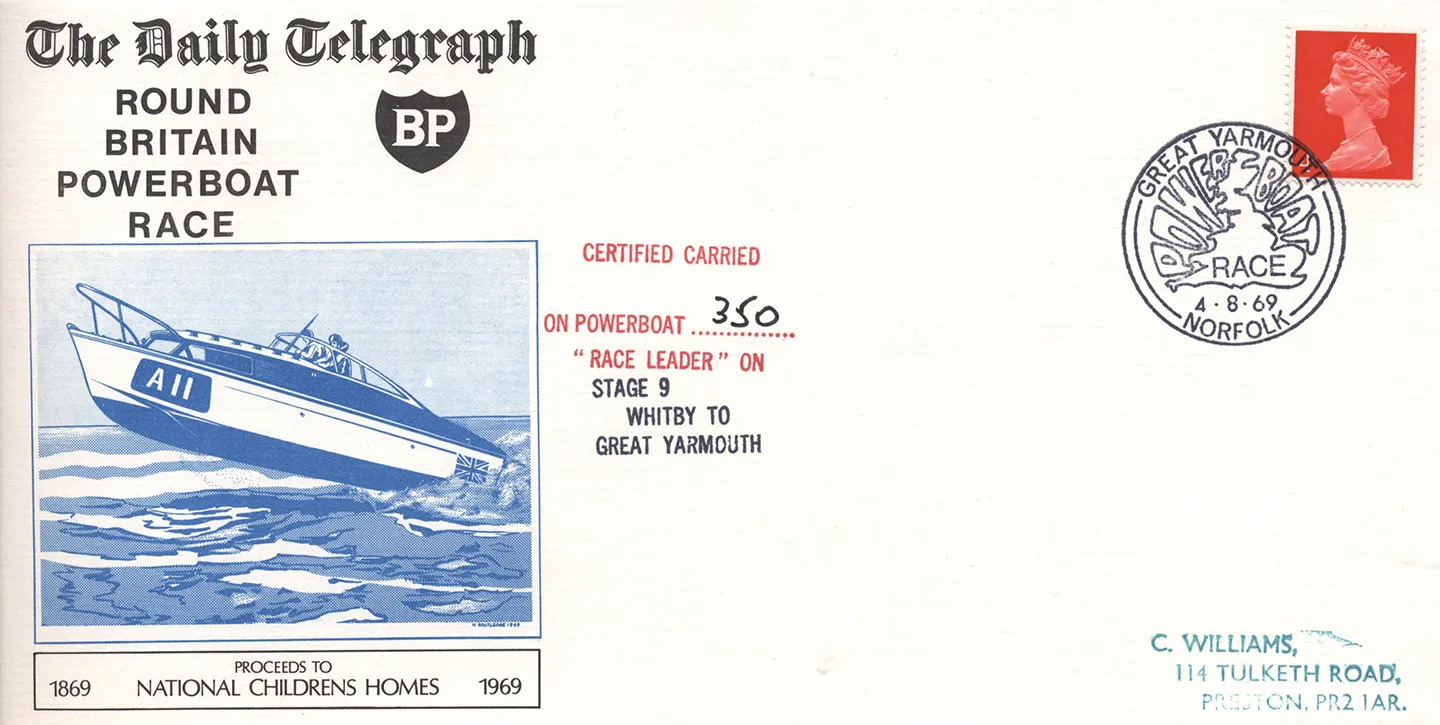 The Daily Telegraph
ROUND
BRITAIN
POWERBOAT
RACE
BP
A11
H. ROUTLEDGE 1969
PROCEEDS TO
1869 NATIONAL CHILDRENS HOMES 1969
CERTIFIED CARRIED
ON POWERBOAT 350
"RACE LEADER" ON
STAGE 9
WHITBY TO
GREAT YARMOUTH
GREAT YARMOUTH
POWER BOAT
RACE
4·8·69
NORFOLK
C. WILLIAMS,
114 TULKETH ROAD,
PRESTON, PR2 1AR.